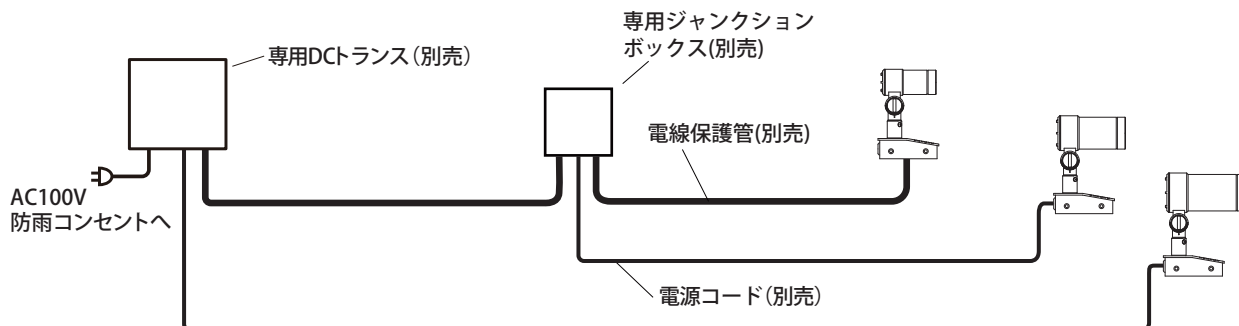 専用DCトランス（別売）
専用ジャンクション
ボックス(別売)
電線保護管(別売)
AC100V
防雨コンセントへ
電源コード（別売）